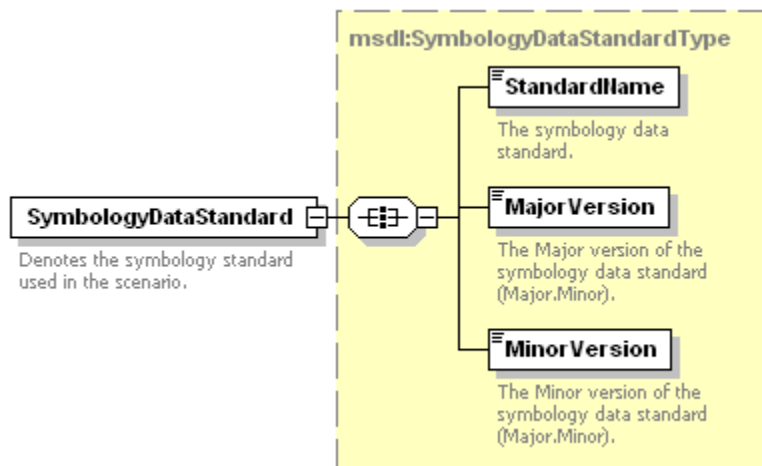 msdl:SymbologyDataStandardType
StandardName
The symbology data
standard.
SymbologyDataStandard
Denotes the symbology standard
used in the scenario.
MajorVersion
The Major version of the
symbology data standard
(Major.Minor).
MinorVersion
The Minor version of the
symbology data standard
(Major.Minor).